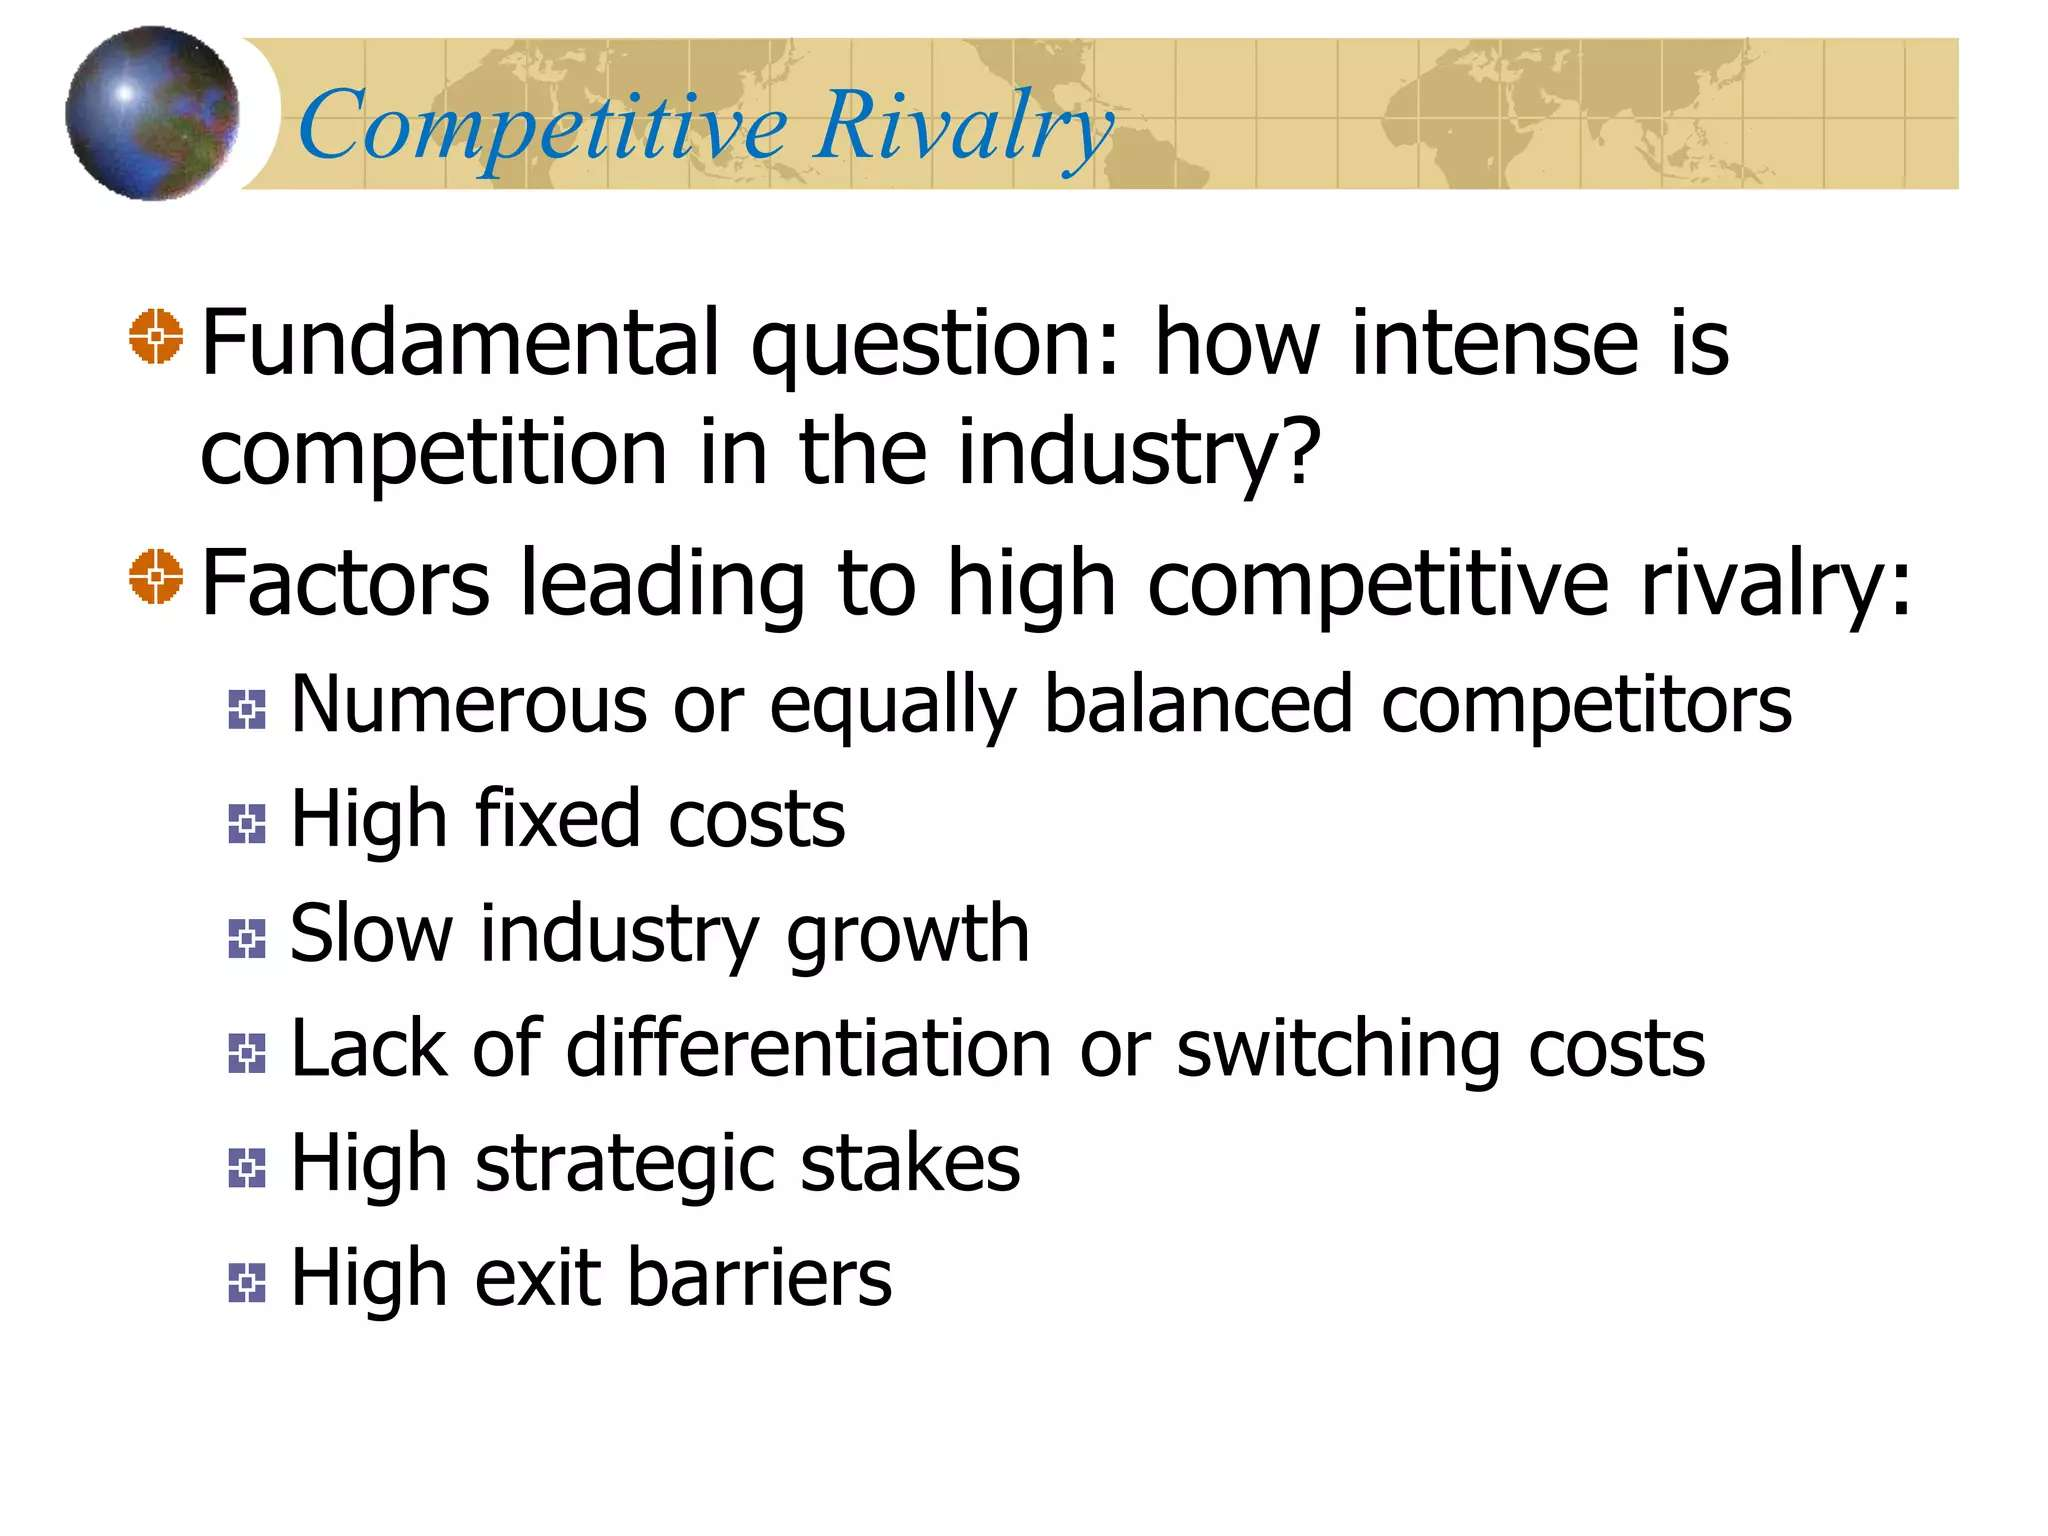 Competitive Rivalry
Fundamental question: how intense is
competition in the industry?
Factors leading to high competitive rivalry:
Numerous or equally balanced competitors
High fixed costs
Slow industry growth
Lack of differentiation or switching costs
High strategic stakes
High exit barriers